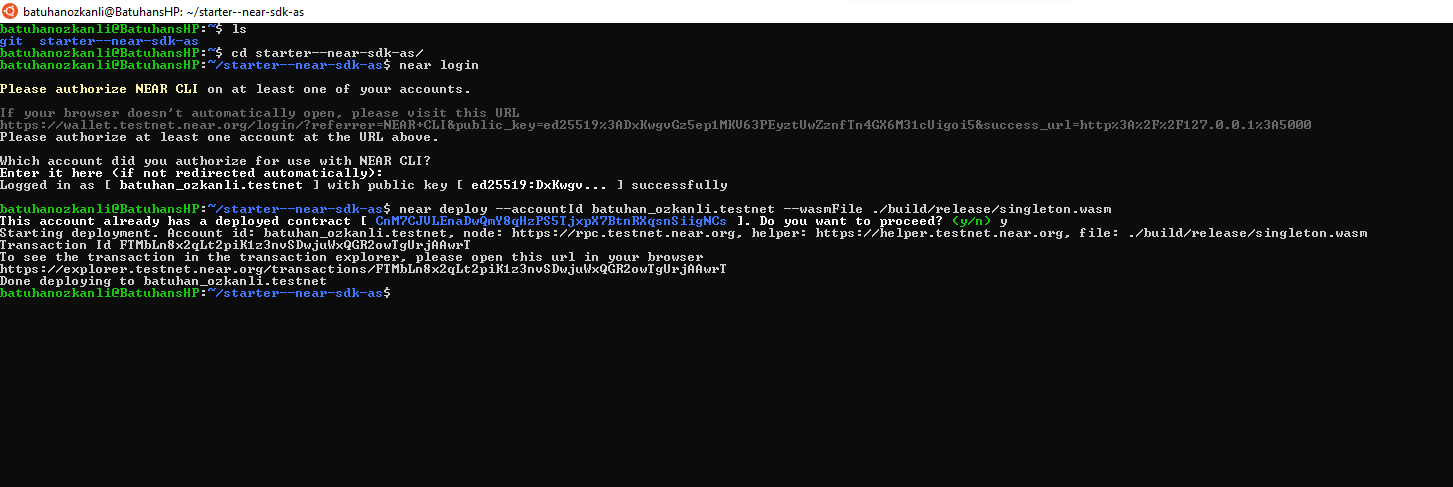 batuhanozkanli@BatuhansHP: ~/starter--near-sdk-as
batuhanozkanli@BatuhansHP:~$ ls
git  starter--near-sdk-as
batuhanozkanli@BatuhansHP:~$ cd starter--near-sdk-as/
batuhanozkanli@BatuhansHP:~/starter--near-sdk-as$ near login
Please authorize NEAR CLI on at least one of your accounts.
If your browser doesn't automatically open, please visit this URL
https://wallet.testnet.near.org/login/?referrer=NEAR+CLI&public_key=ed25519%3ADxKwgvGz5ep1MKV63PEyztUwZznfTn4GX6M31cUigoi5&success_url=http%3A%2F%2F127.0.0.1%3A5000
Please authorize at least one account at the URL above.
Which account did you authorize for use with NEAR CLI?
Enter it here (if not redirected automatically):
Logged in as [ batuhan_ozkanli.testnet ] with public key [ ed25519:DxKwgv... ] successfully
batuhanozkanli@BatuhansHP:~/starter--near-sdk-as$ near deploy --accountId batuhan_ozkanli.testnet --wasmFile ./build/release/singleton.wasm
This account already has a deployed contract [ CnM7CJVLEnaDwQmY8qHzPS5TjxpX7BtnRXqsnSiigNCs ]. Do you want to proceed? (y/n) y
Starting deployment. Account id: batuhan_ozkanli.testnet, node: https://rpc.testnet.near.org, helper: https://helper.testnet.near.org, file: ./build/release/singleton.wasm
Transaction Id FTMbLn8x2qLt2piK1z3nvSDwjuWxQGR2owTgUrjAAwrT
To see the transaction in the transaction explorer, please open this url in your browser
https://explorer.testnet.near.org/transactions/FTMbLn8x2qLt2piK1z3nvSDwjuWxQGR2owTgUrjAAwrT
Done deploying to batuhan_ozkanli.testnet
batuhanozkanli@BatuhansHP:~/starter--near-sdk-as$